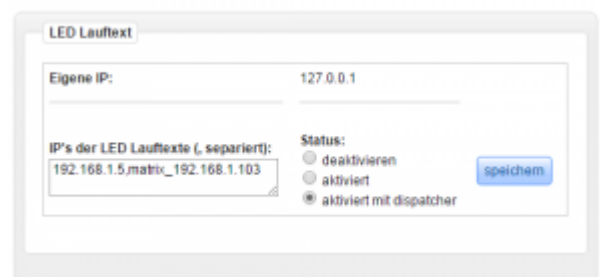 LED Lauftext
Eigene IP: 127.0.0.1
IP's der LED Lauftexte (, separiert):
192.168.1.5,matrix_192.168.1.103
Status:
deaktivieren
aktiviert
aktiviert mit dispatcher
speichern